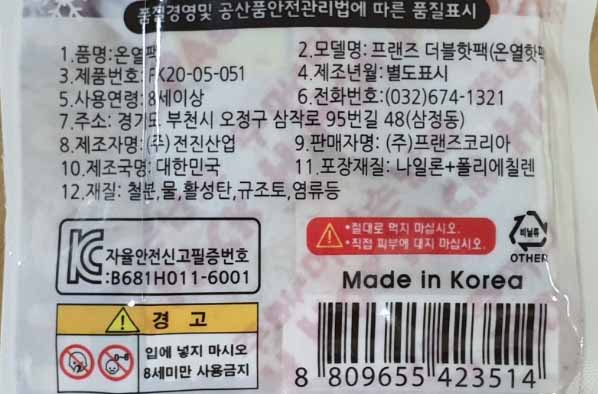 품질경영및 공산품안전관리법에 따른 품질표시
1.품명:온열팩
2.모델명: 프랜즈 더블핫팩(온열핫팩
3.제품번호: FK20-05-051
4.제조년월:별도표시
5.사용연령:8세이상
6.전화번호:(032)674-1321
7.주소: 경기도 부천시 오정구 삼작로 95번길 48(삼정동)
8.제조자명: (주)전진산업
9.판매자명: (주)프랜즈코리아
10.제조국명: 대한민국
11.포장재질: 나일론+폴리에칠렌
12.재질: 철분,물,활성탄,규조토,염류등
자율안전신고필증번호
:B681H011-6001
•절대로 먹지 마십시오.
•직접 피부에 대지 마십시오.
비닐류
OTHER
Made in Korea
경 고
0-6
입에 넣지 마시오
8세미만 사용금지
8 809655 423514